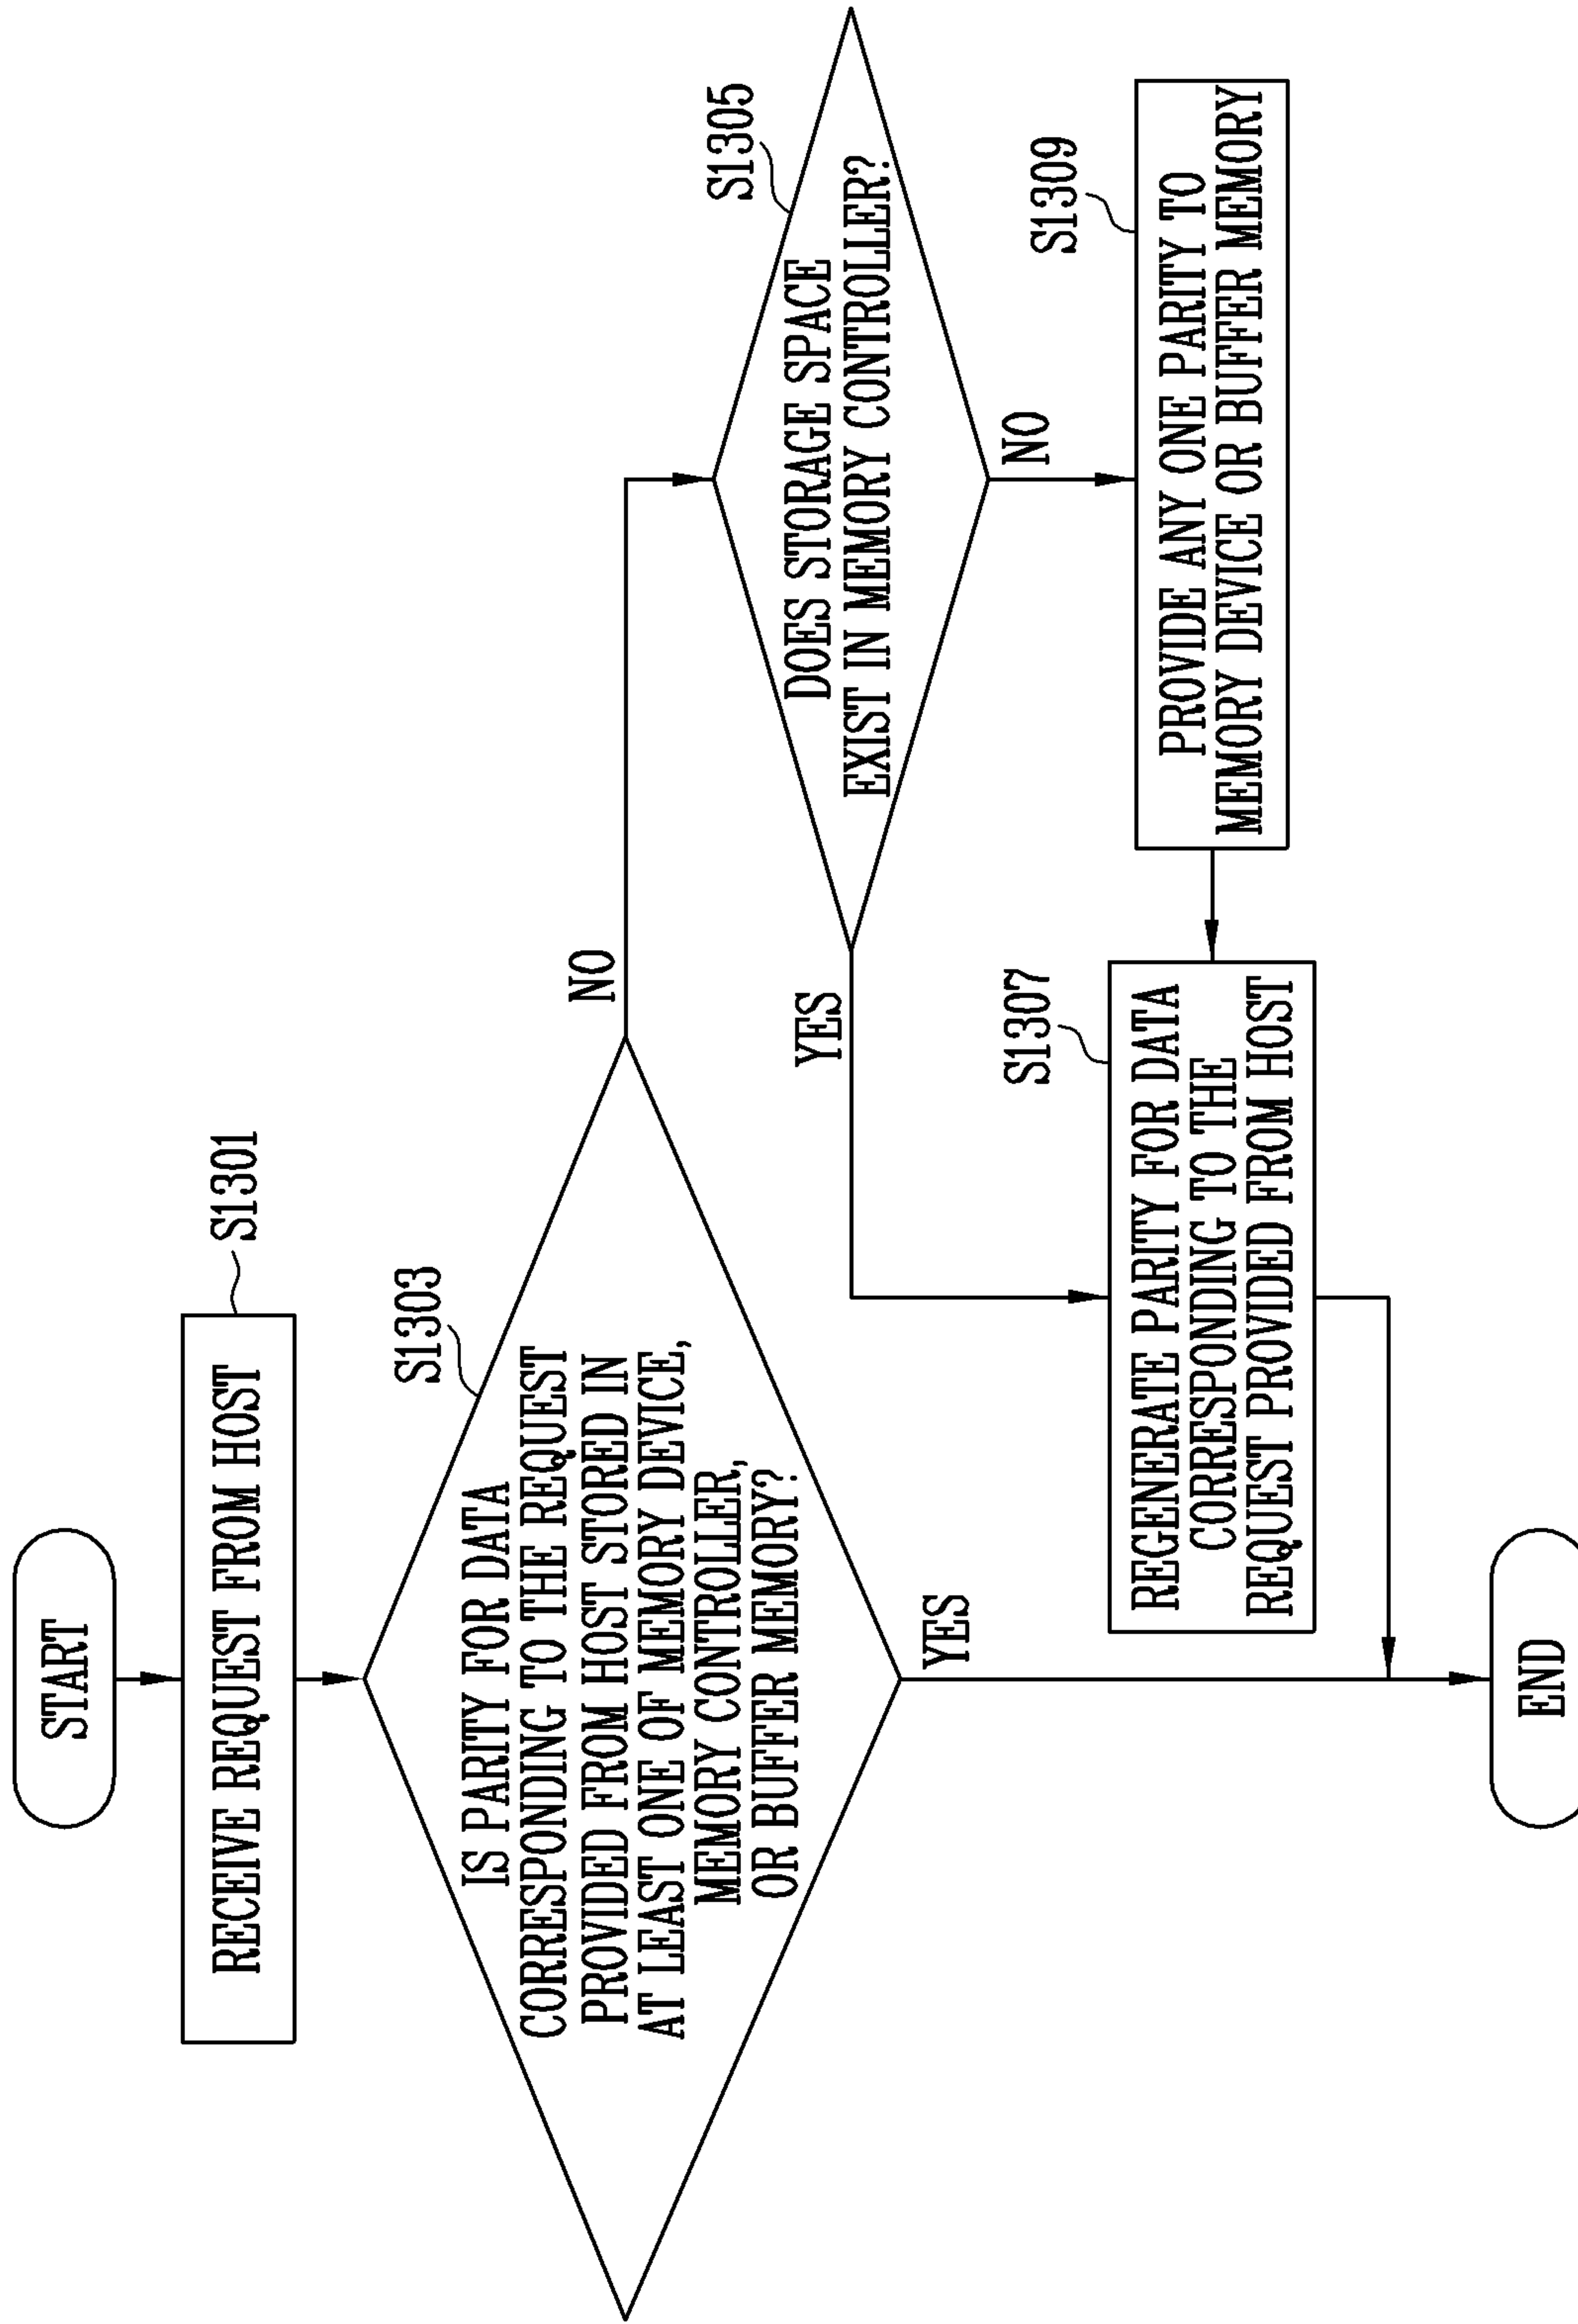 START
S1301
RECEIVE REQUEST FROM HOST
S1303
IS PARITY FOR DATA
CORRESPONDING TO THE REQUEST
PROVIDED FROM HOST STORED IN
AT LEAST ONE OF MEMORY DEVICE,
MEMORY CONTROLLER,
OR BUFFER MEMORY?
NO
YES
S1305
DOES STORAGE SPACE
EXIST IN MEMORY CONTROLLER?
YES
NO
S1307
REGENERATE PARITY FOR DATA
CORRESPONDING TO THE
REQUEST PROVIDED FROM HOST
S1309
PROVIDE ANY ONE PARITY TO
MEMORY DEVICE OR BUFFER MEMORY
END